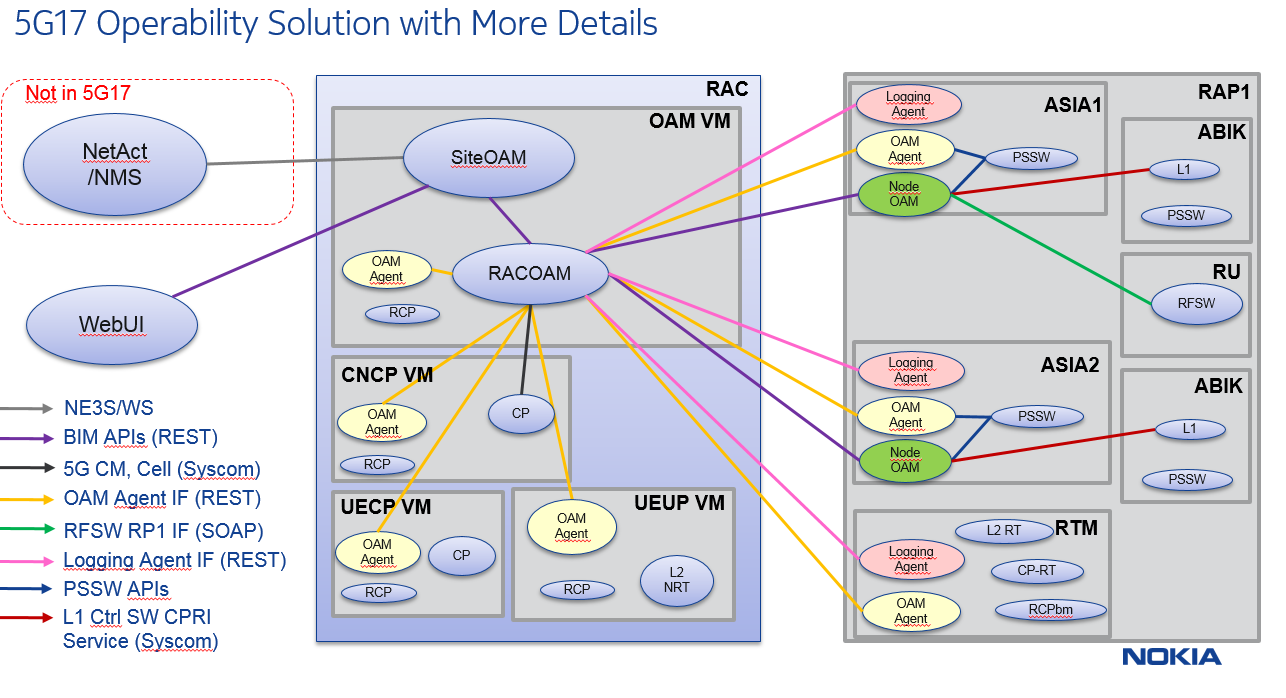 5G17 Operability Solution with More Details
Not in 5G17
NetAct
/NMS
WebUI
RAC
OAM VM
SiteOAM
OAM
Agent
RACOAM
RCP
CNCP VM
OAM
Agent
CP
RCP
UECP VM
OAM
Agent
CP
RCP
UEUP VM
OAM
Agent
RCP
L2
NRT
RAP1
ASIA1
Logging
Agent
OAM
Agent
Node
OAM
PSSW
ABIK
L1
PSSW
RU
RFSW
ASIA2
Logging
Agent
OAM
Agent
Node
OAM
PSSW
ABIK
L1
PSSW
RTM
L2 RT
Logging
Agent
CP-RT
OAM
Agent
RCPbm
NE3S/WS
BIM APIs (REST)
5G CM, Cell (Syscom)
OAM Agent IF (REST)
RFSW RP1 IF (SOAP)
Logging Agent IF (REST)
PSSW APIs
L1 Ctrl SW CPRI
Service (Syscom)
NOKIA